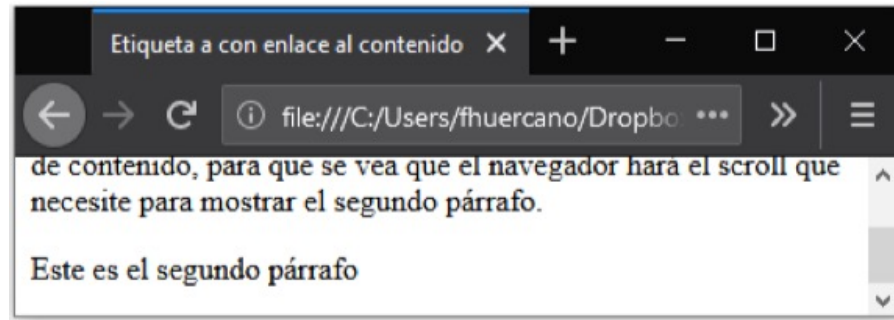 Etiqueta a con enlace al contenido
file:///C:/Users/fhuercano/Dropbo
de contenido, para que se vea que el navegador hará el scroll que
necesite para mostrar el segundo párrafo.
Este es el segundo párrafo